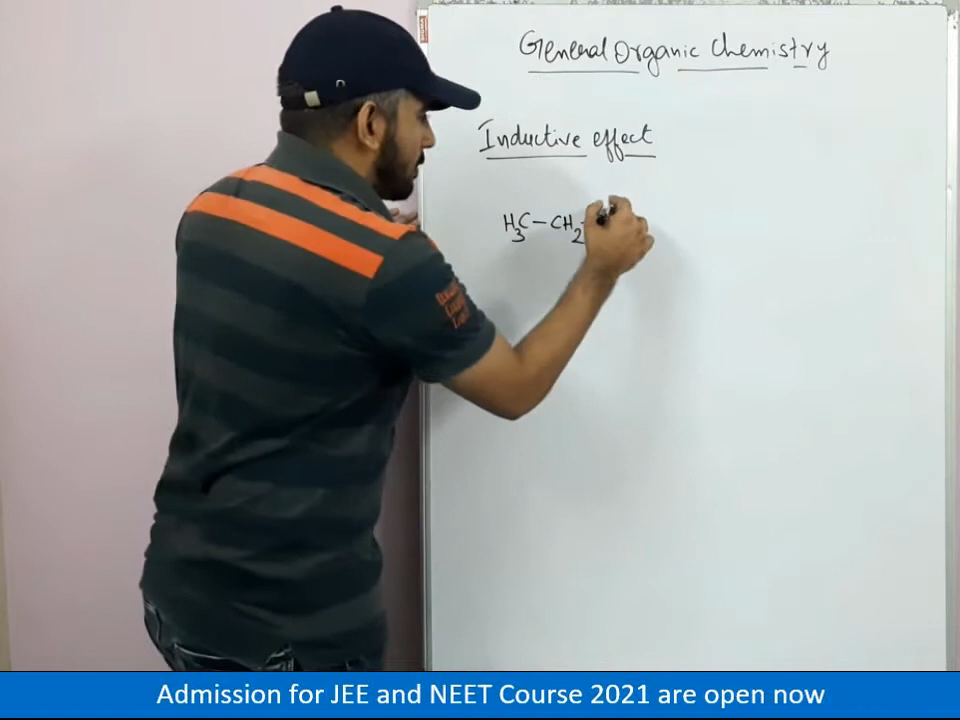 General Organic Chemistry
Inductive effect
H3C-CH2-
Admission for JEE and NEET Course 2021 are open now